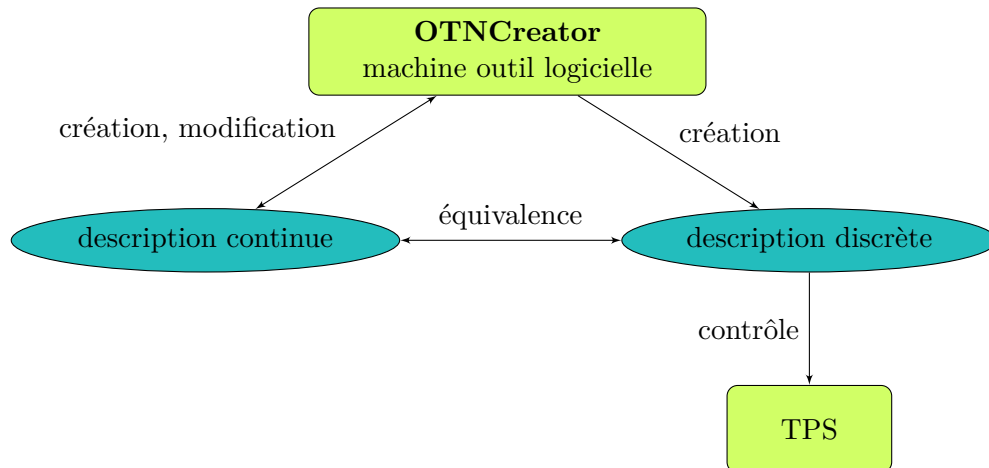 OTNCreator
machine outil logicielle
création, modification
création
équivalence
description continue
description discrète
contrôle
TPS